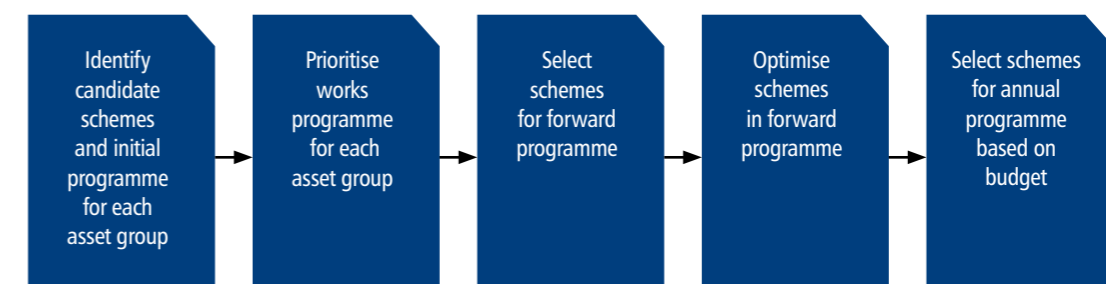 Identify
candidate
schemes
and initial
programme
for each
asset group
Prioritise
works
programme
for each
asset group
Select
schemes
for forward
programme
Optimise
schemes
in forward
programme
Select schemes
for annual
programme
based on
budget